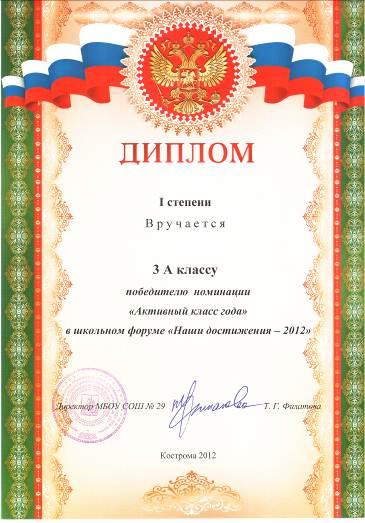 ДИПЛОМ
I степени
Вручается
3 А классу
победителю номинации
«Активный класс года»
в школьном форуме «Наши достижения – 2012»
Директор МБОУ СОШ № 29 Т. Г. Филатова
Кострома 2012